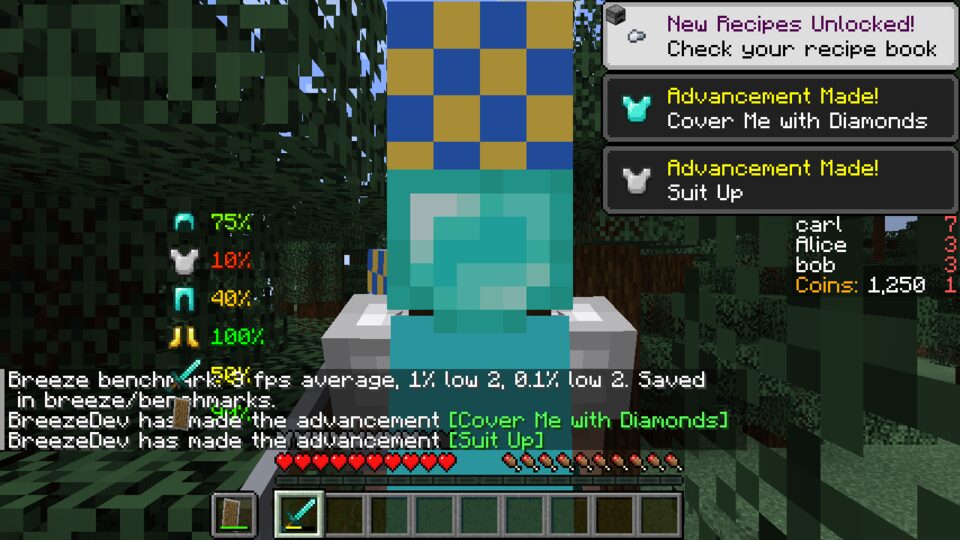 New Recipes Unlocked!
Check your recipe book
Advancement Made!
Cover Me with Diamonds
Advancement Made!
Suit Up
carl 7
Alice 3
bob 3
Coins: 1,250 1
75%
10%
40%
100%
50%
Breeze benchmark: 9 fps average, 1% low 2, 0.1% low 2. Saved
in breeze/benchmarks.
BreezeDev has made the advancement [Cover Me with Diamonds]
BreezeDev has made the advancement [Suit Up]